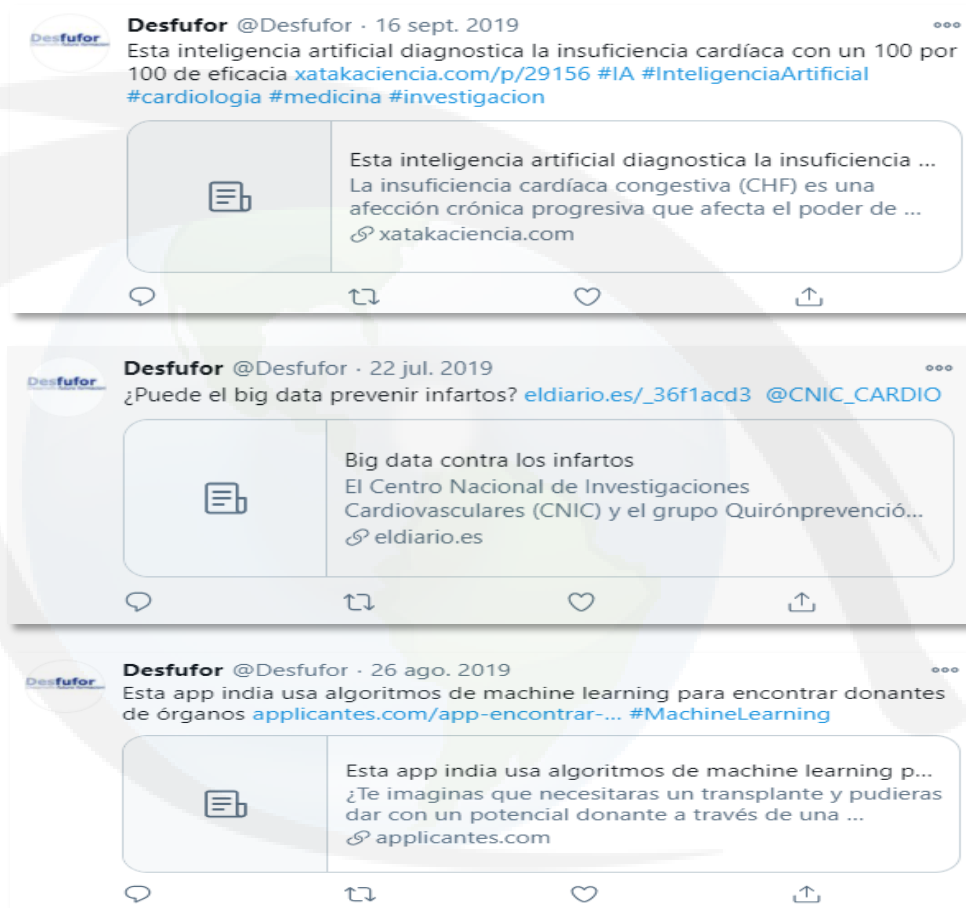 Desfufor
Desfufor @Desfufor · 16 sept. 2019
Esta inteligencia artificial diagnostica la insuficiencia cardíaca con un 100 por
100 de eficacia xatakaciencia.com/p/29156 #IA #InteligenciaArtificial
#cardiologia #medicina #investigacion
Esta inteligencia artificial diagnostica la insuficiencia ...
La insuficiencia cardíaca congestiva (CHF) es una
afección crónica progresiva que afecta el poder de ...
xatakaciencia.com
Desfufor
Desfufor @Desfufor · 22 jul. 2019
¿Puede el big data prevenir infartos? eldiario.es/_36f1acd3 @CNIC_CARDIO
Big data contra los infartos
El Centro Nacional de Investigaciones
Cardiovasculares (CNIC) y el grupo Quirónprevenció...
eldiario.es
Desfufor
Desfufor @Desfufor · 26 ago. 2019
Esta app india usa algoritmos de machine learning para encontrar donantes
de órganos applicantes.com/app-encontrar-... #MachineLearning
Esta app india usa algoritmos de machine learning p...
¿Te imaginas que necesitaras un transplante y pudieras
dar con un potencial donante a través de una ...
applicantes.com